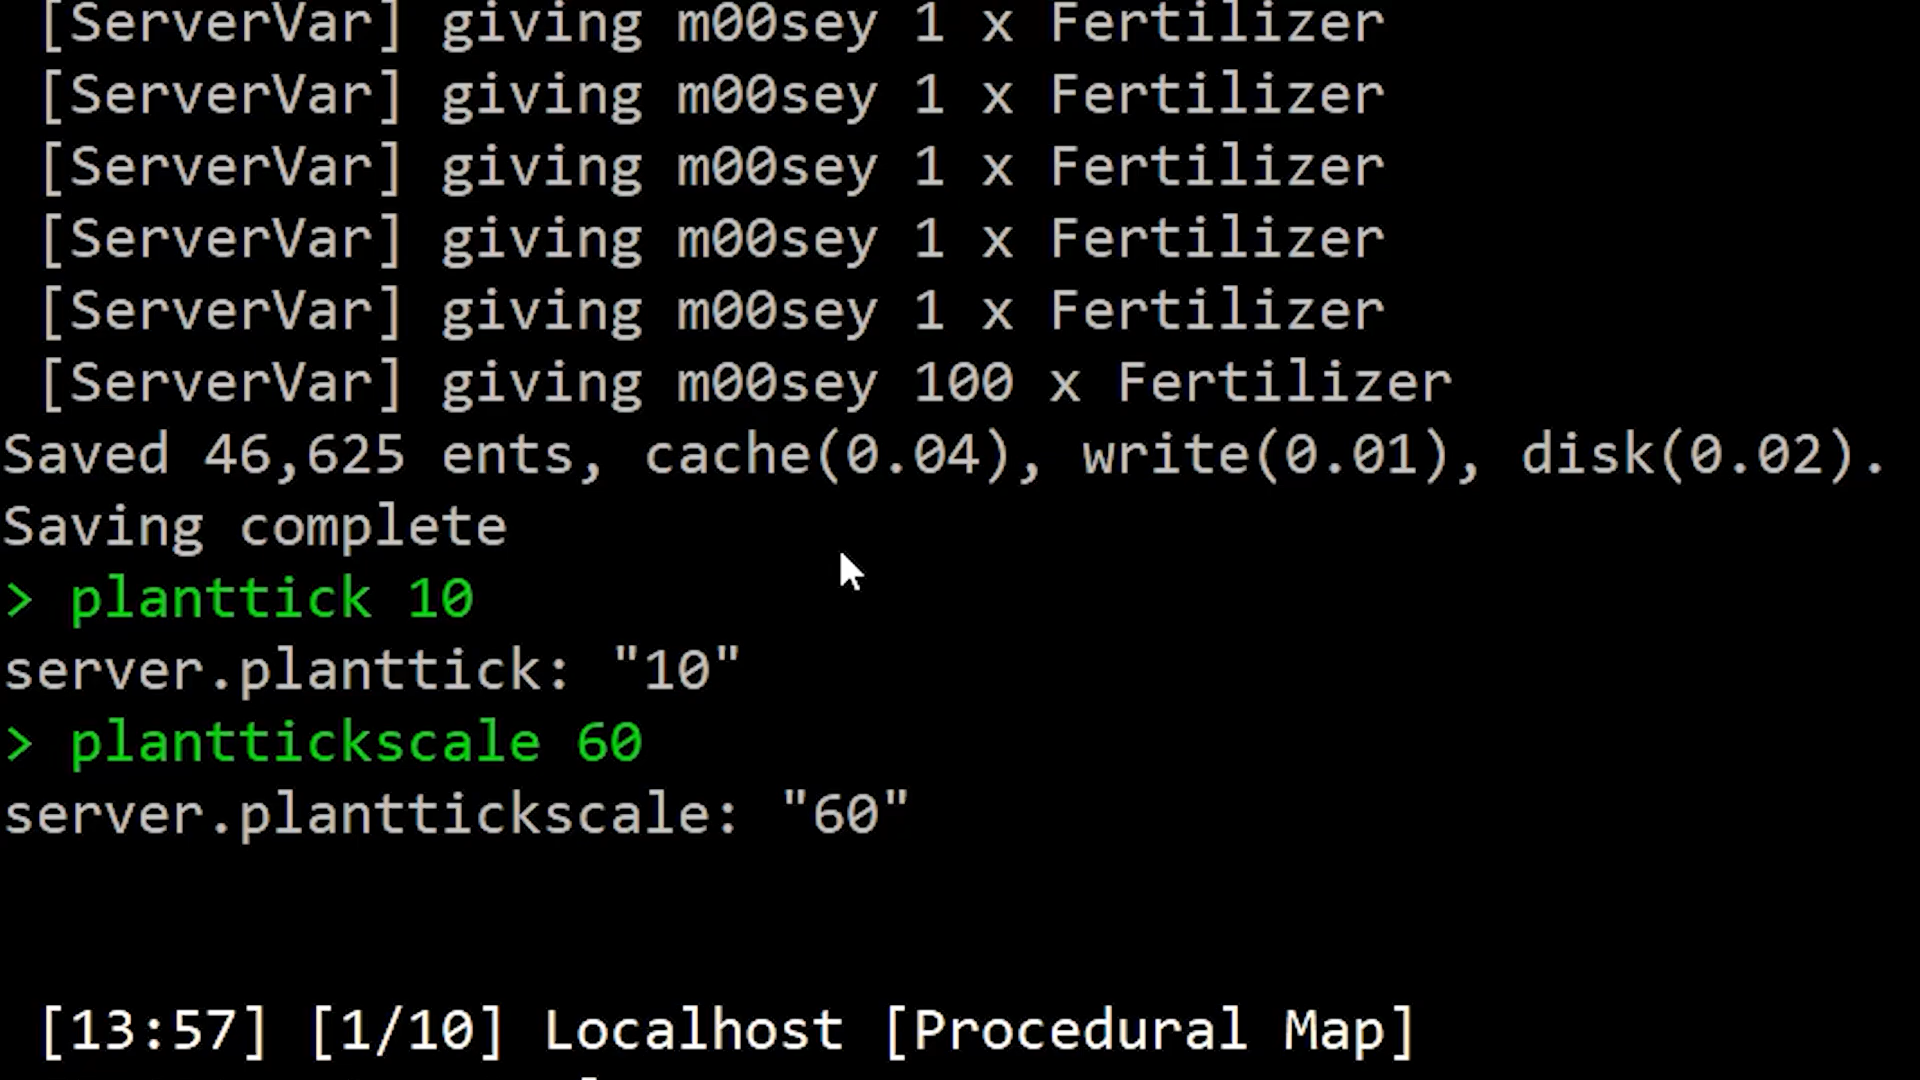 [ServerVar] giving m00sey 1 x Fertilizer
[ServerVar] giving m00sey 1 x Fertilizer
[ServerVar] giving m00sey 1 x Fertilizer
[ServerVar] giving m00sey 1 x Fertilizer
[ServerVar] giving m00sey 1 x Fertilizer
[ServerVar] giving m00sey 100 x Fertilizer
Saved 46,625 ents, cache(0.04), write(0.01), disk(0.02).
Saving complete
> planttick 10
server.planttick: "10"
> planttickscale 60
server.planttickscale: "60"
[13:57] [1/10] Localhost [Procedural Map]